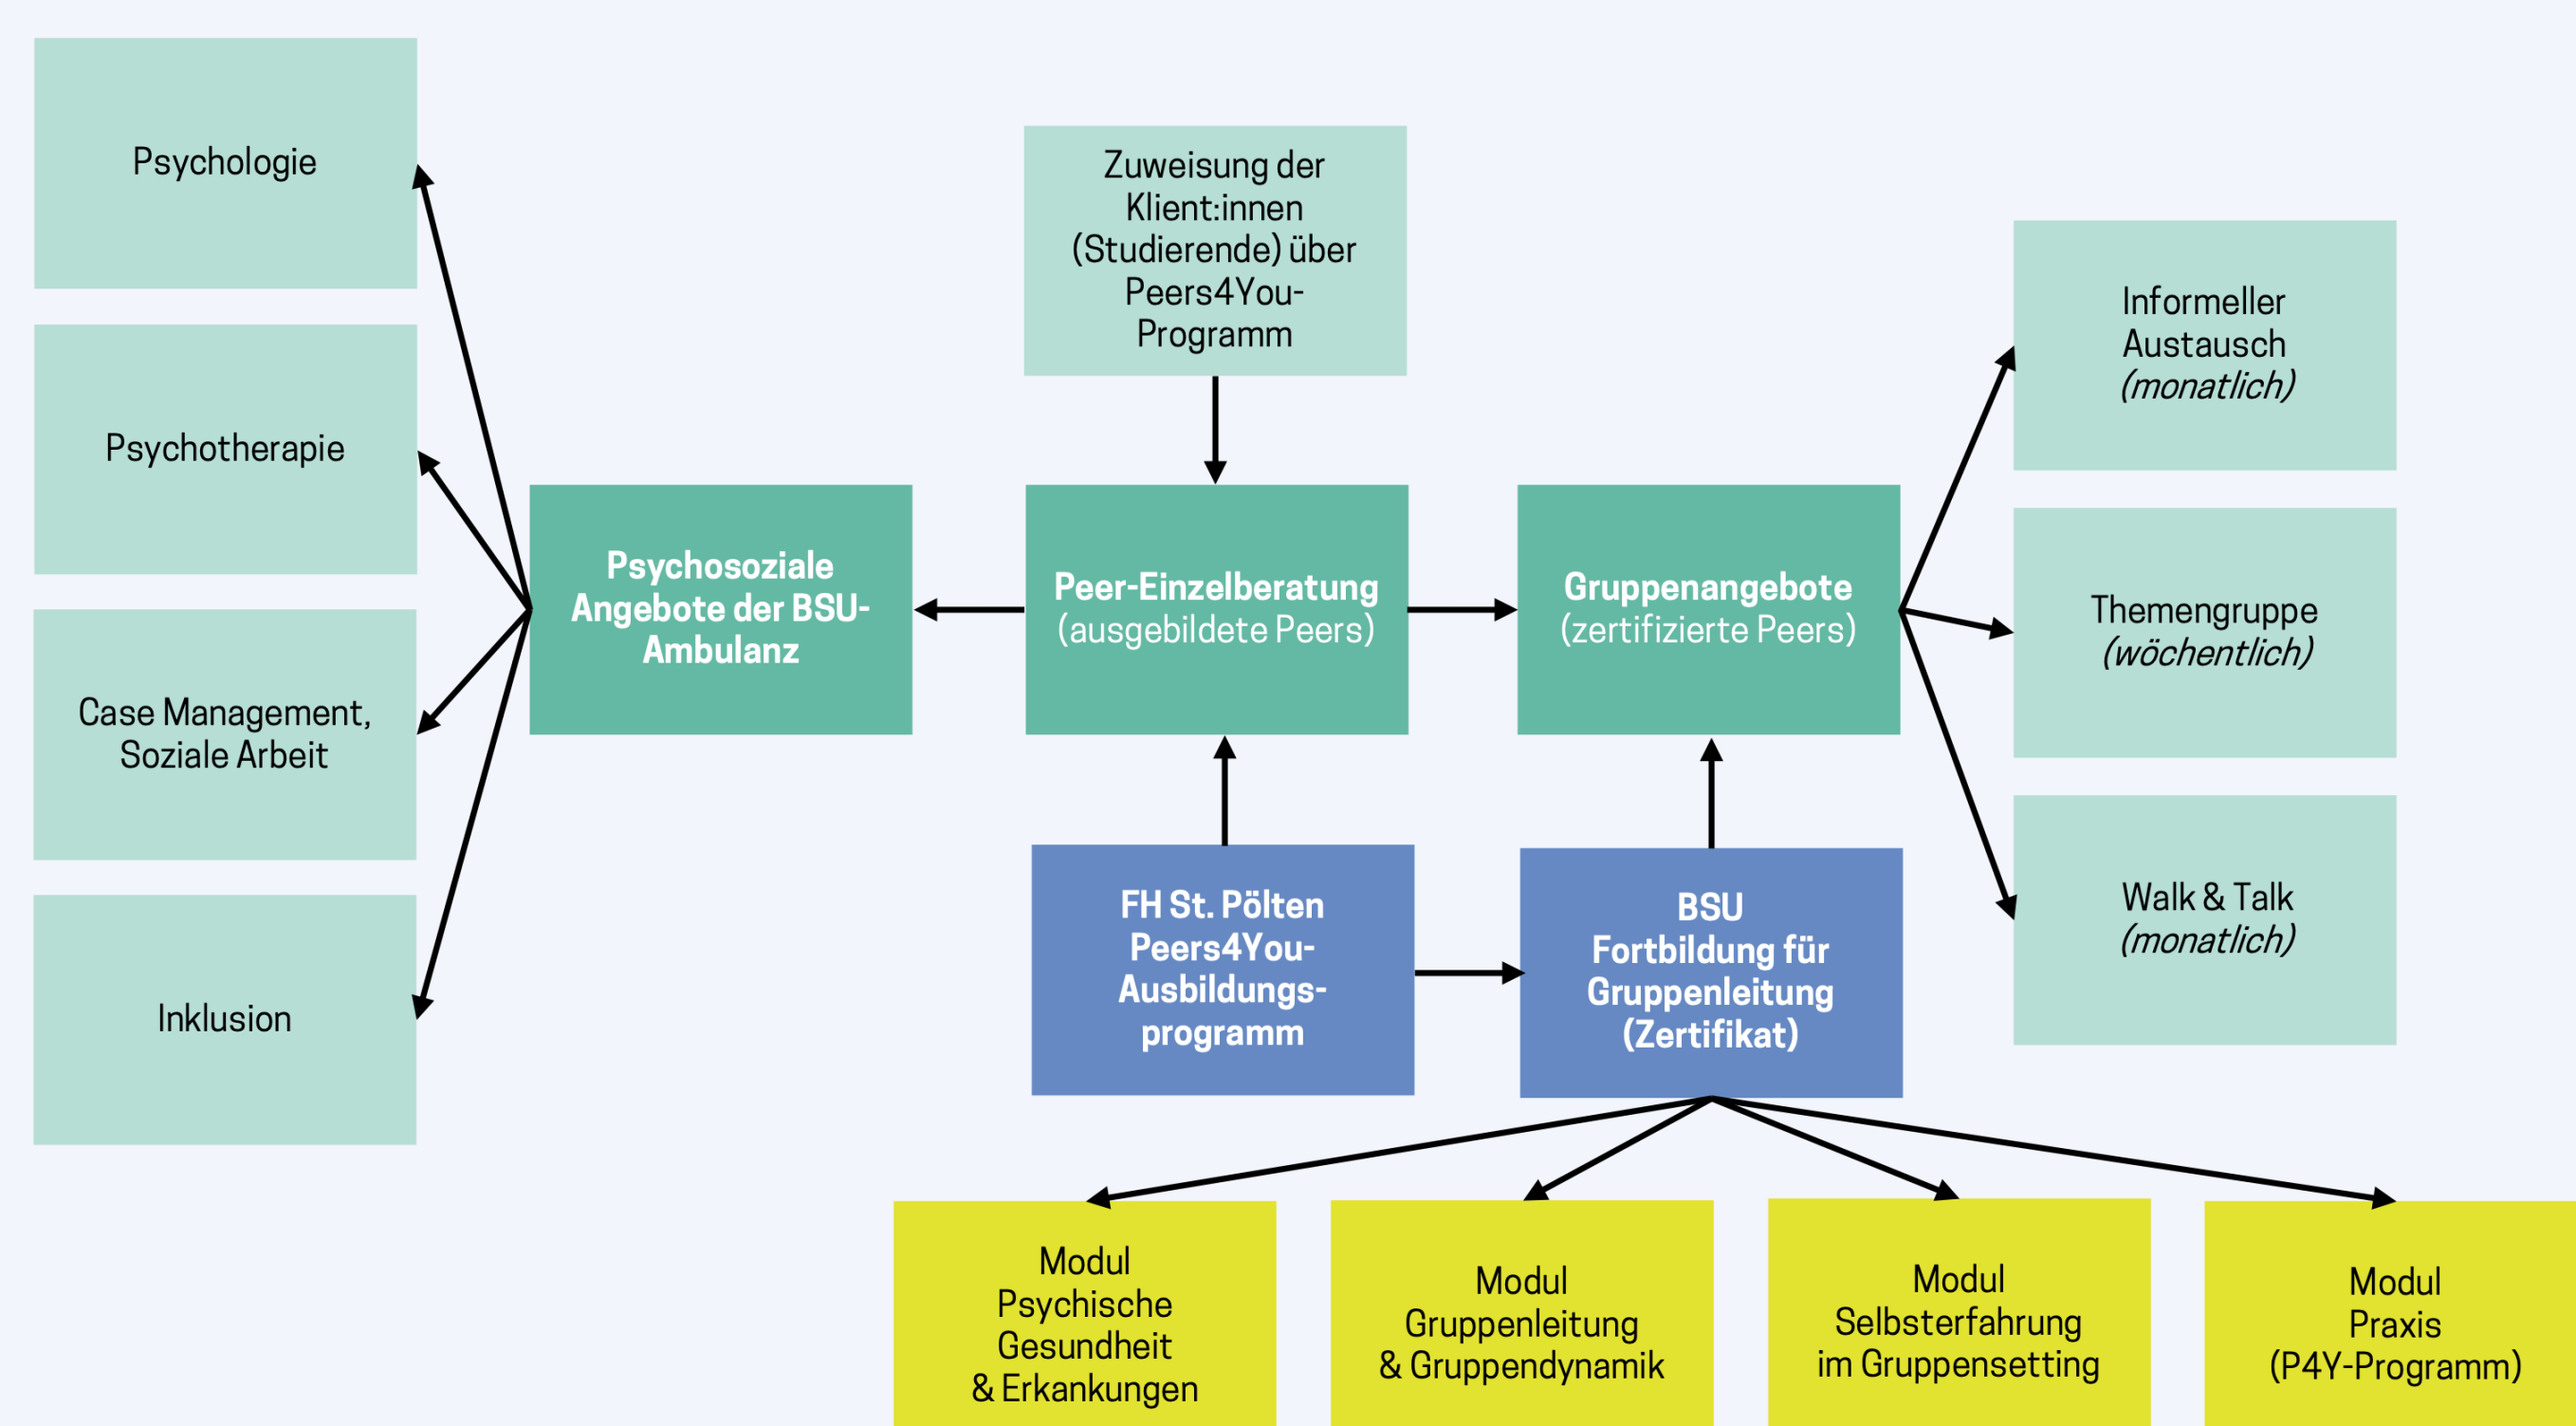 Psychologie
Psychotherapie
Case Management,
Soziale Arbeit
Inklusion
Psychosoziale
Angebote der BSU-
Ambulanz
Zuweisung der
Klient:innen
(Studierende) über
Peers4You-
Programm
Peer-Einzelberatung
(ausgebildete Peers)
Gruppenangebote
(zertifizierte Peers)
Informeller
Austausch
(monatlich)
Themengruppe
(wöchentlich)
Walk & Talk
(monatlich)
FH St. Pölten
Peers4You-
Ausbildungs-
programm
BSU
Fortbildung für
Gruppenleitung
(Zertifikat)
Modul
Psychische
Gesundheit
& Erkankungen
Modul
Gruppenleitung
& Gruppendynamik
Modul
Selbsterfahrung
im Gruppensetting
Modul
Praxis
(P4Y-Programm)